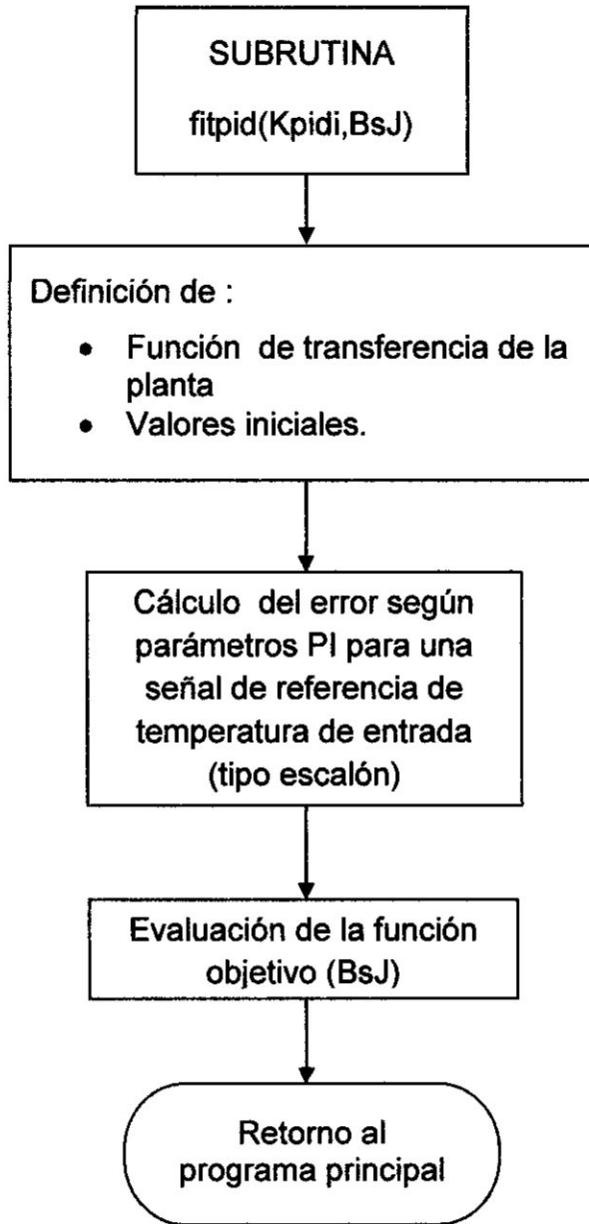 SUBRUTINA
fitpid(Kpidi,BsJ)
Definición de :
• Función de transferencia de la
planta
• Valores iniciales.
Cálculo del error según
parámetros PI para una
señal de referencia de
temperatura de entrada
(tipo escalón)
Evaluación de la función
objetivo (BsJ)
Retorno al
programa principal